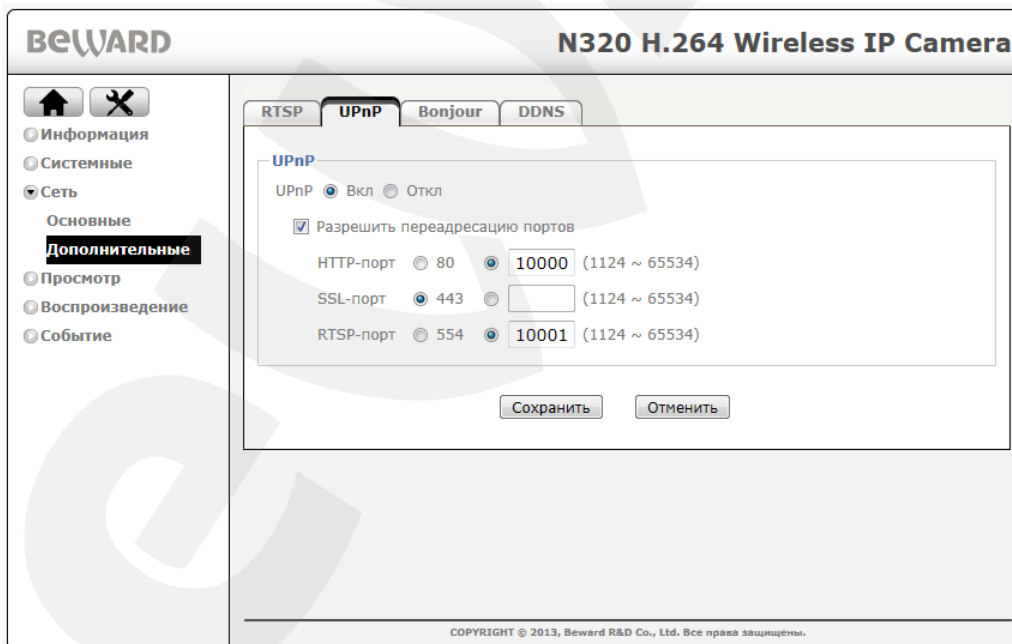 BEWARD
N320 H.264 Wireless IP Camera
Информация
Системные
Сеть
Основные
Дополнительные
Просмотр
Воспроизведение
Событие
RTSP UPnP Bonjour DDNS
UPnP
UPnP Вкл Откл
Разрешить переадресацию портов
HTTP-порт 80 10000 (1124 ~ 65534)
SSL-порт 443 (1124 ~ 65534)
RTSP-порт 554 10001 (1124 ~ 65534)
Сохранить Отменить
COPYRIGHT © 2013, Beward R&D Co., Ltd. Все права защищены.